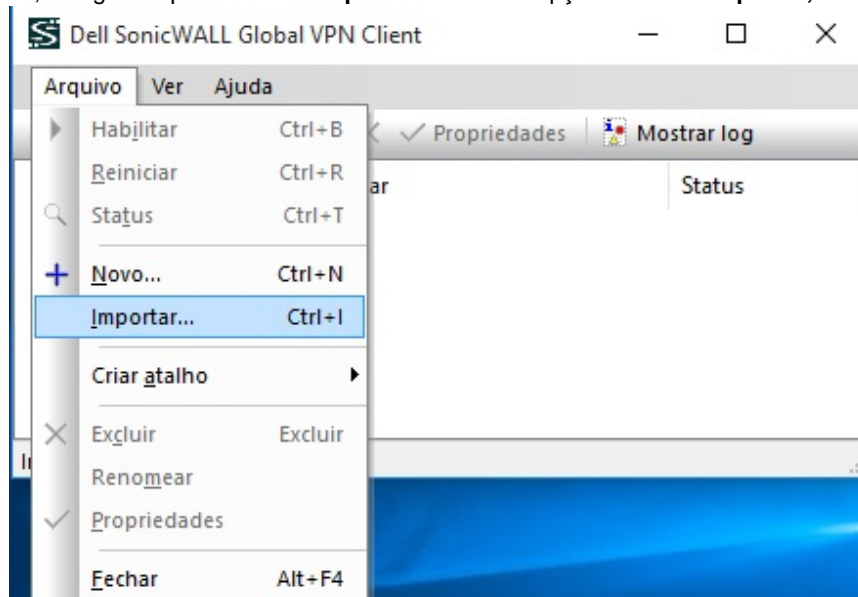 Dell SonicWALL Global VPN Client
Arquivo Ver Ajuda
Habilitar Ctrl+B
Propriedades Mostrar log
Reiniciar Ctrl+R
Status
Status Ctrl+T
Novo... Ctrl+N
Importar... Ctrl+I
Criar atalho
Excluir Excluir
Renomear
Propriedades
Fechar Alt+F4